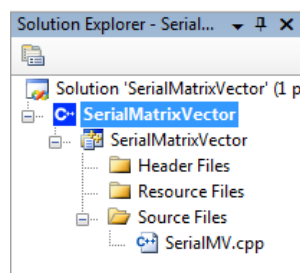 Solution Explorer - Serial...
Solution 'SerialMatrixVector' (1 p
SerialMatrixVector
SerialMatrixVector
Header Files
Resource Files
Source Files
SerialMV.cpp